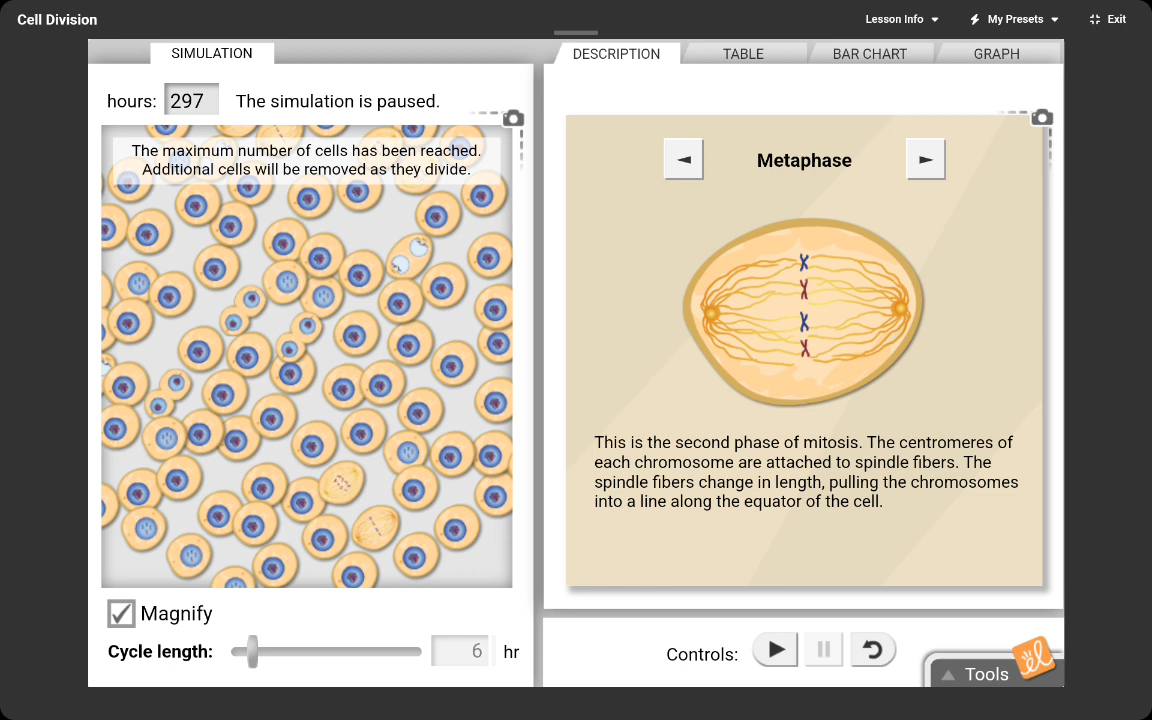 Cell Division
Lesson Info
My Presets
Exit
SIMULATION
DESCRIPTION
TABLE
BAR CHART
GRAPH
hours: 297 The simulation is paused.
The maximum number of cells has been reached.
Additional cells will be removed as they divide.
Metaphase
This is the second phase of mitosis. The centromeres of
each chromosome are attached to spindle fibers. The
spindle fibers change in length, pulling the chromosomes
into a line along the equator of the cell.
Magnify
Cycle length: 6 hr
Controls:
Tools